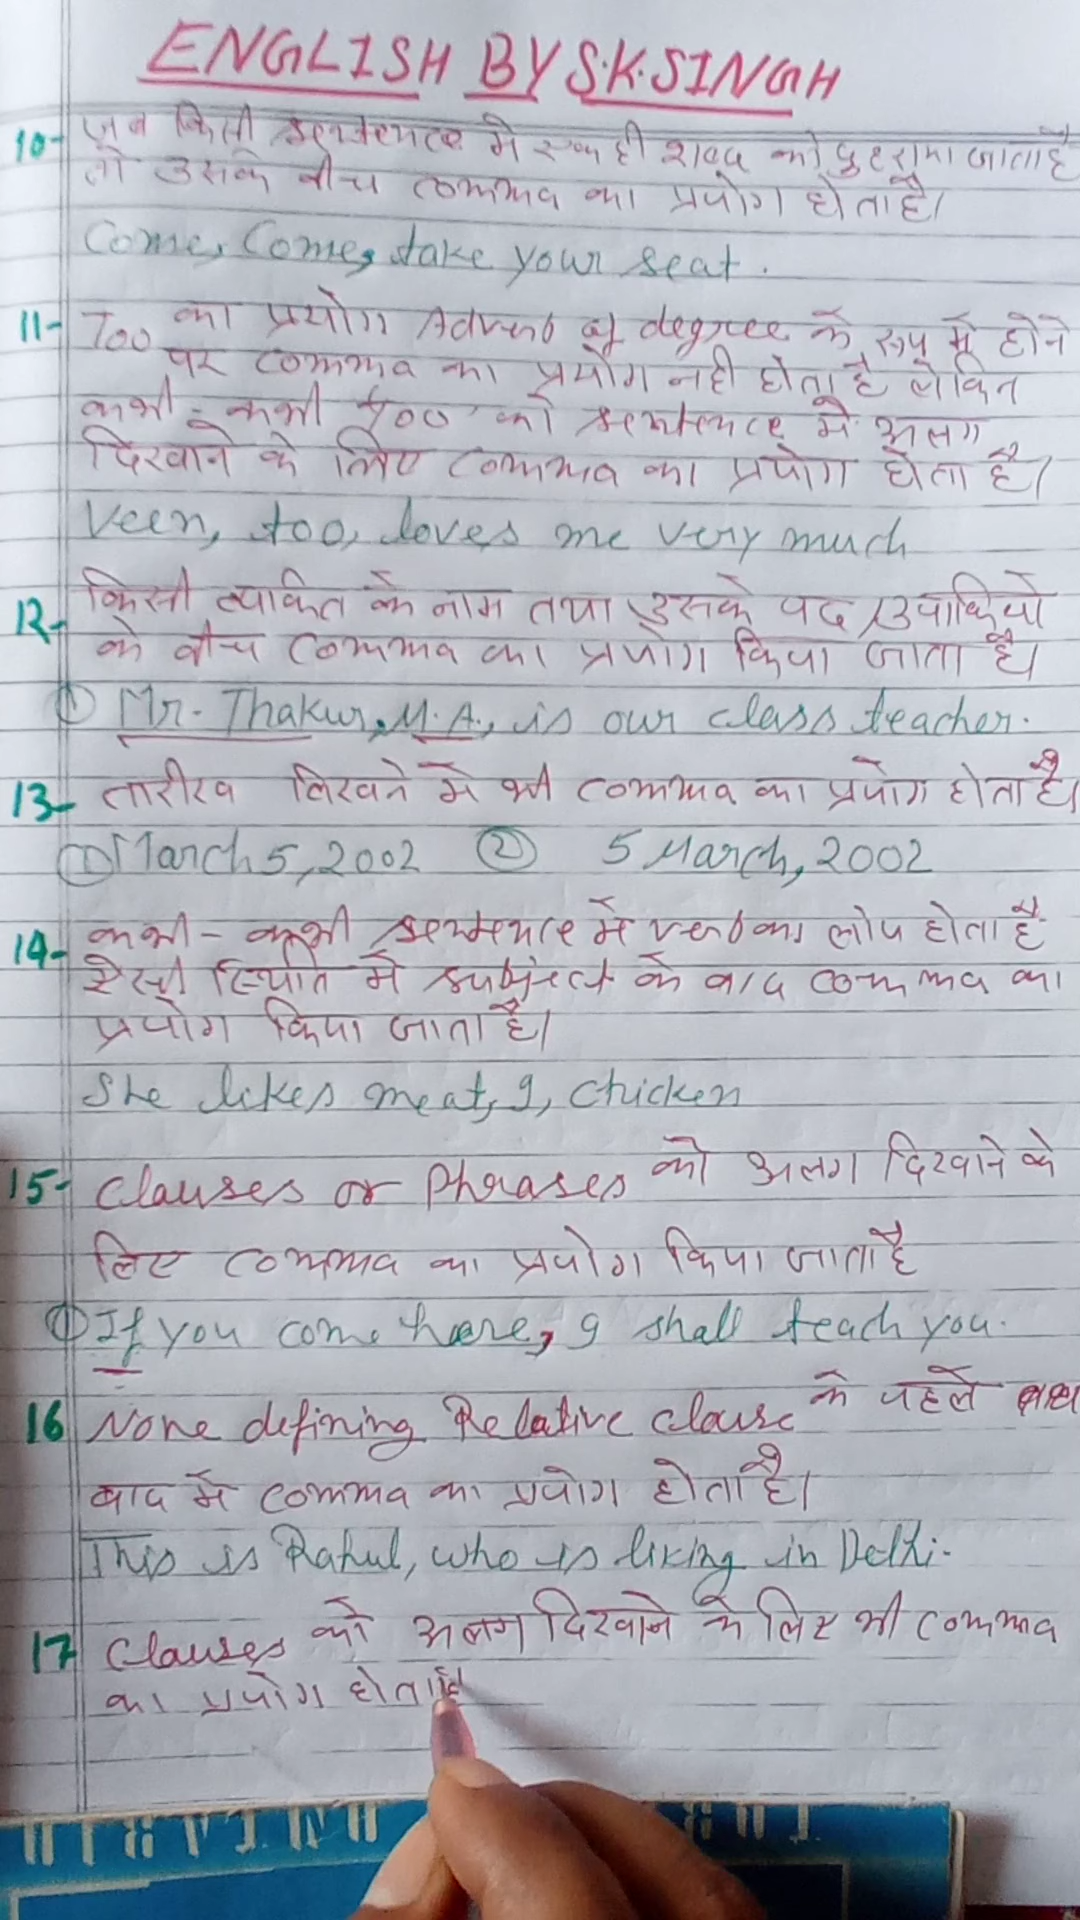 ENGLISH BY S.K.SINGH
10- जब किसी sentence मे एक ही शब्द को दुहराया जाता है
तो उसके बीच comma का प्रयोग होता है।
Come, Come, take your seat.
11- Too का प्रयोग Adverb of degree के रूप में होने
पर comma का प्रयोग नही होता है लेकिन
कभी-कभी too को sentence में अलग
दिखाने के लिए comma का प्रयोग होता है।
Veen, too, loves me very much
12- किसी व्यक्ति के नाम तथा उसके पद /उपाधियो
के बीच comma का प्रयोग किया जाता है।
① Mr. Thakur, M.A., is our class teacher.
13- तारीख लिखने में भी comma का प्रयोग होता है।
① March 5, 2002 ② 5 March, 2002
14- कभी-कभी sentence में verb का लोप होता है
ऐसी स्थिति में subject के बाद comma का
प्रयोग किया जाता है।
She likes meat, I, chicken
15- Clauses or Phrases को अलग दिखाने के
लिए comma का प्रयोग किया जाता है
① If you come here, I shall teach you.
16 None defining Relative clause के पहले
बाद में comma का प्रयोग होता है।
This is Rahul, who is living in Delhi.
17 Clauses को अलग दिखाने के लिए भी comma
का प्रयोग होता है